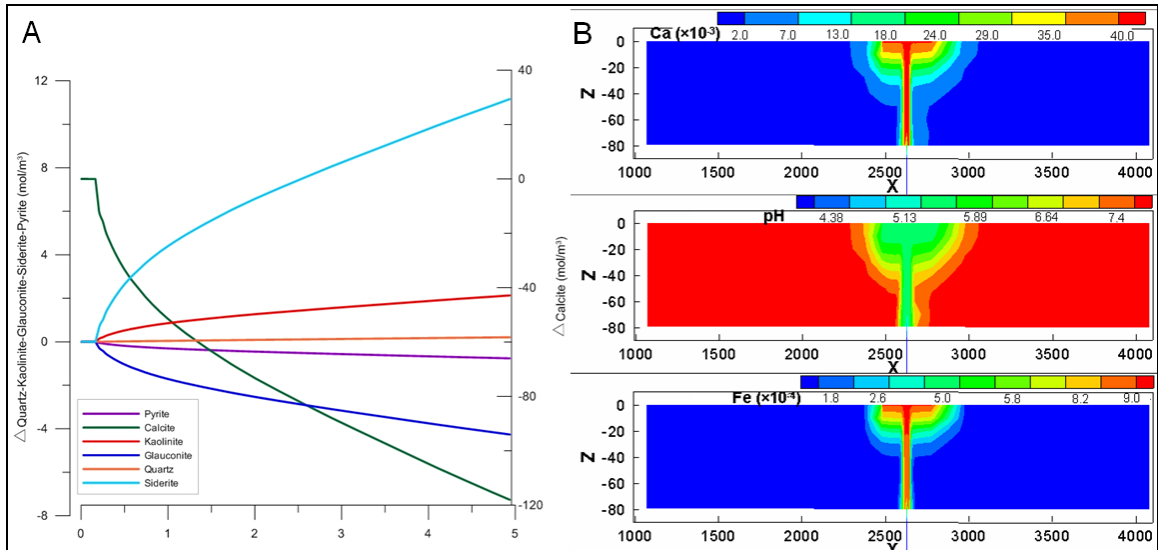 A
12
8
4
0
-4
-8
△Quartz-Kaolinite-Glauconite-Siderite-Pyrite (mol/m³)
40
0
-40
-80
-120
△Calcite (mol/m³)
Pyrite
Calcite
Kaolinite
Glauconite
Quartz
Siderite
0 1 2 3 4 5
B
Ca (×10-³) 2.0 7.0 13.0 18.0 24.0 29.0 35.0 40.0
0
-20
-40
-60
-80
Z
1000 1500 2000 2500 3000 3500 4000
X
pH 4.38 5.13 5.89 6.64 7.4
0
-20
-40
-60
-80
Z
1000 1500 2000 2500 3000 3500 4000
X
Fe (×10-⁴) 1.8 2.6 5.0 5.8 8.2 9.0
0
-20
-40
-60
-80
Z
1000 1500 2000 2500 3000 3500 4000
X